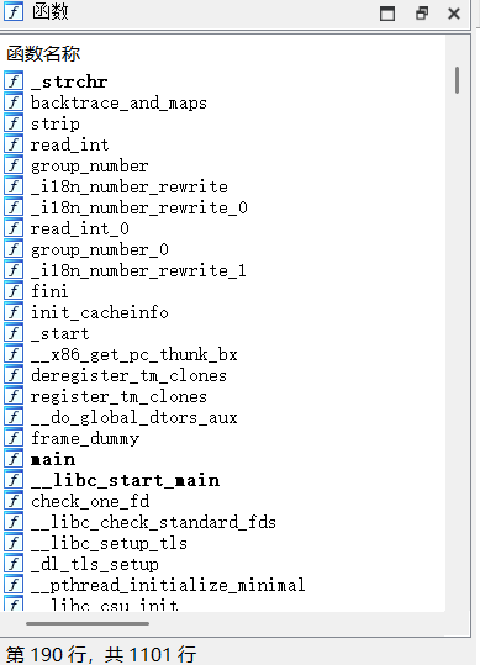 函数
函数名称
_strchr
backtrace_and_maps
strip
read_int
group_number
_i18n_number_rewrite
_i18n_number_rewrite_0
read_int_0
group_number_0
_i18n_number_rewrite_1
fini
init_cacheinfo
_start
__x86_get_pc_thunk_bx
deregister_tm_clones
register_tm_clones
__do_global_dtors_aux
frame_dummy
main
__libc_start_main
check_one_fd
__libc_check_standard_fds
__libc_setup_tls
_dl_tls_setup
__pthread_initialize_minimal
__libc_csu_init
第 190 行, 共 1101 行